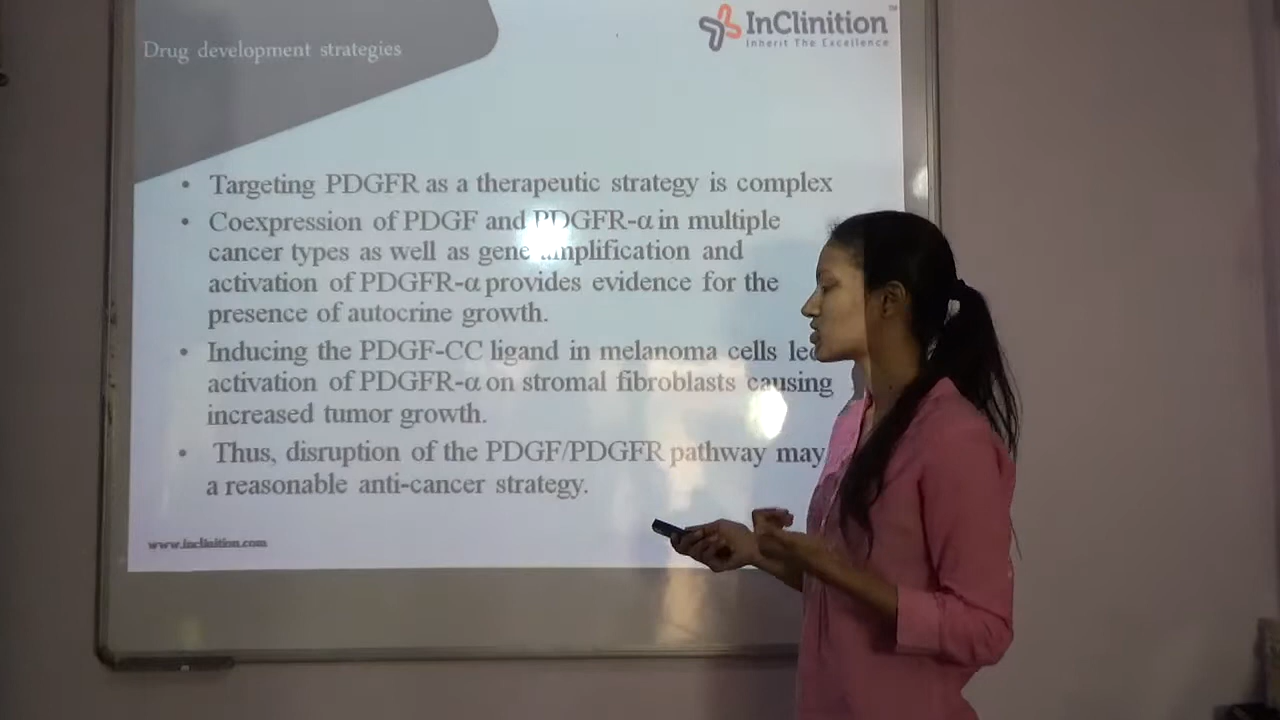 Drug development strategies
InClinition™
Inherit The Excellence
• Targeting PDGFR as a therapeutic strategy is complex
• Coexpression of PDGF and PDGFR-α in multiple
cancer types as well as gene amplification and
activation of PDGFR-α provides evidence for the
presence of autocrine growth.
• Inducing the PDGF-CC ligand in melanoma cells
activation of PDGFR-α on stromal fibroblasts causing
increased tumor growth.
• Thus, disruption of the PDGF/PDGFR pathway may
a reasonable anti-cancer strategy.
www.inclinition.com